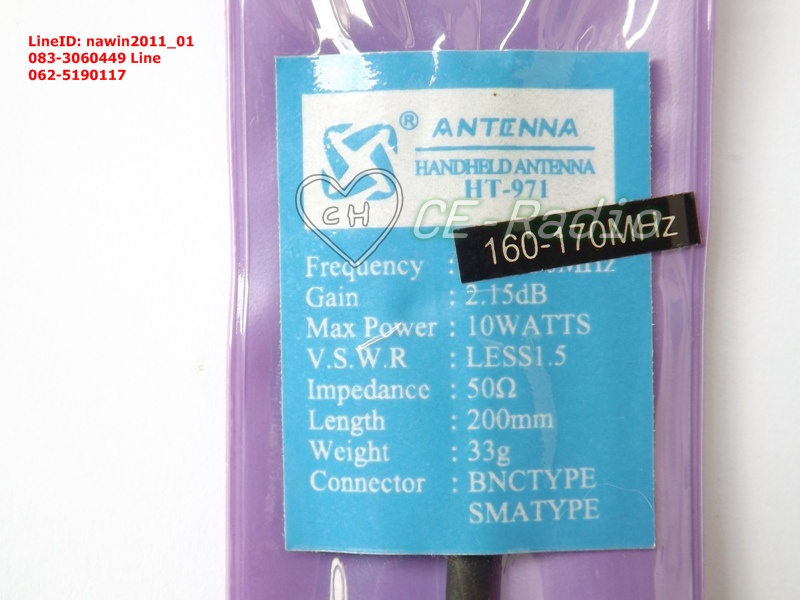 LineID: nawin2011_01
083-3060449 Line
062-5190117
® ANTENNA
HANDHELD ANTENNA
HT-971
CH CE-Radio
160-170MHz
Frequency : MHz
Gain : 2.15dB
Max Power : 10WATTS
V.S.W.R : LESS1.5
Impedance : 50Ω
Length : 200mm
Weight : 33g
Connector : BNCTYPE
SMATYPE